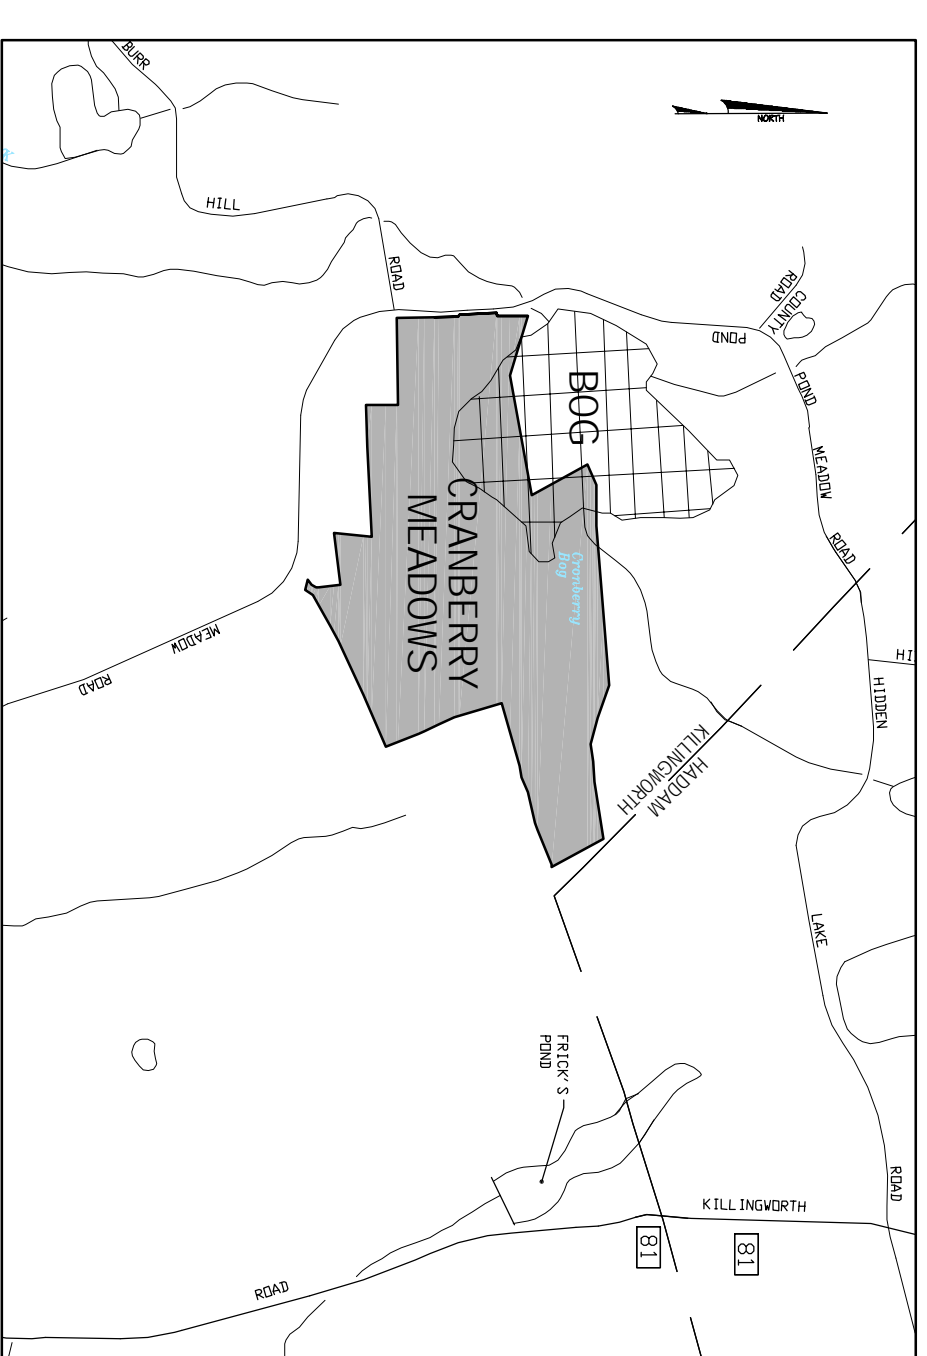 BURR
HILL
ROAD
NORTH
COUNTY
ROAD
POND
POND
MEADOW
ROAD
BOG
CRANBERRY
MEADOWS
Cranberry
Bog
MEADOW
ROAD
HIDDEN
LAKE
ROAD
HADDAM
KILLINGWORTH
FRICK'S
POND
KILLINGWORTH
ROAD
81
81